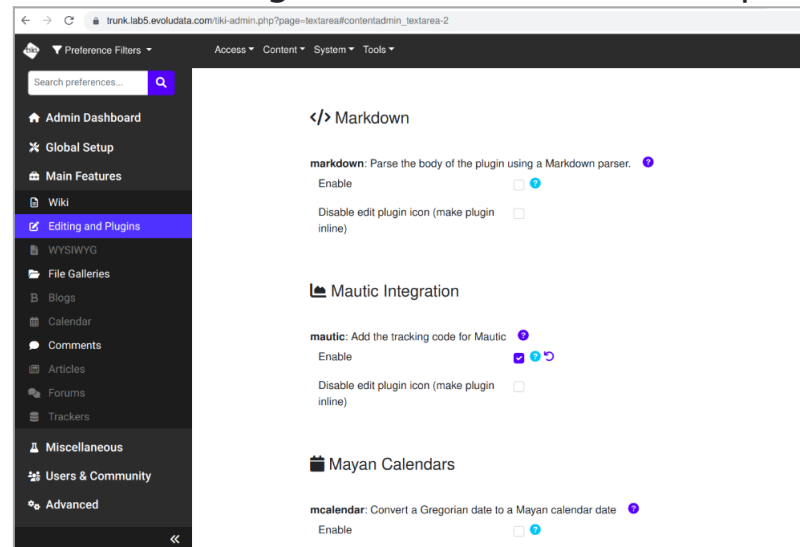 trunk.lab5.evoludata.com/tiki-admin.php?page=textarea#contentadmin_textarea-2
tiki
Preference Filters
Access Content System Tools
Search preferences...
Admin Dashboard
Global Setup
Main Features
Wiki
Editing and Plugins
WYSIWYG
File Galleries
Blogs
Calendar
Comments
Articles
Forums
Trackers
Miscellaneous
Users & Community
Advanced
</> Markdown
markdown: Parse the body of the plugin using a Markdown parser.
Enable
Disable edit plugin icon (make plugin
inline)
Mautic Integration
mautic: Add the tracking code for Mautic
Enable
Disable edit plugin icon (make plugin
inline)
Mayan Calendars
mcalendar: Convert a Gregorian date to a Mayan calendar date
Enable